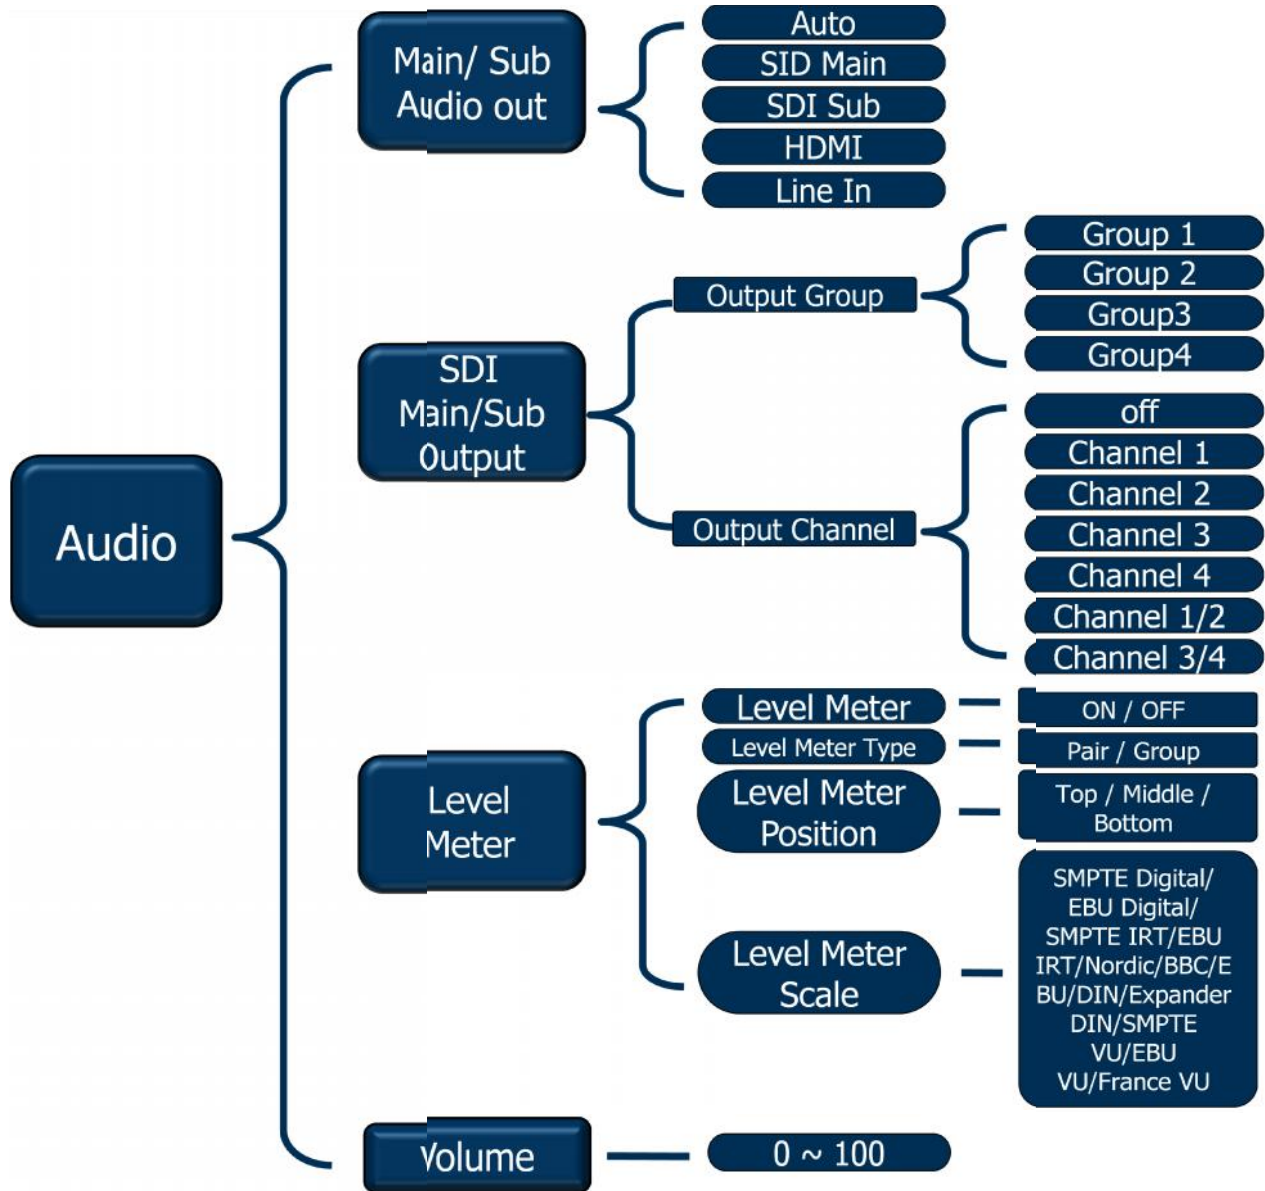 Audio
Main/ Sub
Audio out
Auto
SID Main
SDI Sub
HDMI
Line In
SDI
Main/Sub
Output
Output Group
Group 1
Group 2
Group3
Group4
Output Channel
off
Channel 1
Channel 2
Channel 3
Channel 4
Channel 1/2
Channel 3/4
Level
Meter
Level Meter
ON / OFF
Level Meter Type
Pair / Group
Level Meter
Position
Top / Middle /
Bottom
Level Meter
Scale
SMPTE Digital/
EBU Digital/
SMPTE IRT/EBU
IRT/Nordic/BBC/E
BU/DIN/Expander
DIN/SMPTE
VU/EBU
VU/France VU
Volume
0 ~ 100